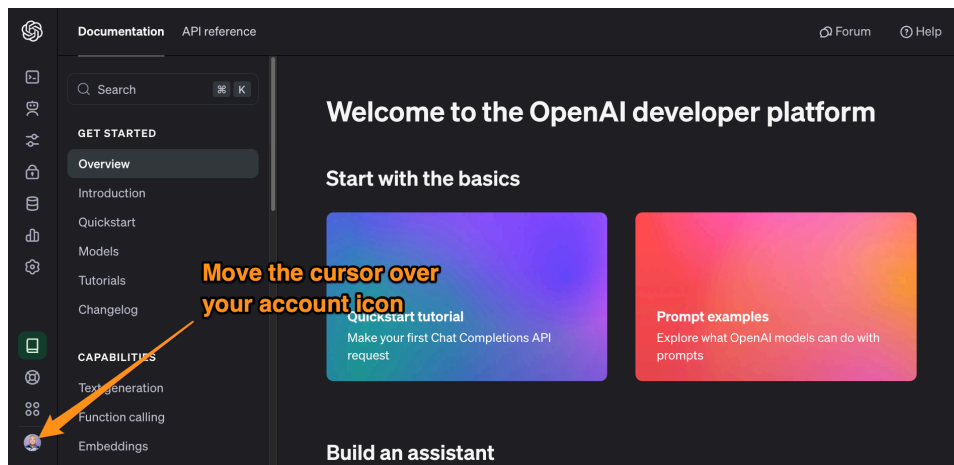 Documentation API reference
Forum Help
Search ⌘ K
GET STARTED
Overview
Introduction
Quickstart
Models
Tutorials
Changelog
CAPABILITIES
Text generation
Function calling
Embeddings
Welcome to the OpenAI developer platform
Start with the basics
Move the cursor over
your account icon
Quickstart tutorial
Make your first Chat Completions API
request
Prompt examples
Explore what OpenAI models can do with
prompts
Build an assistant